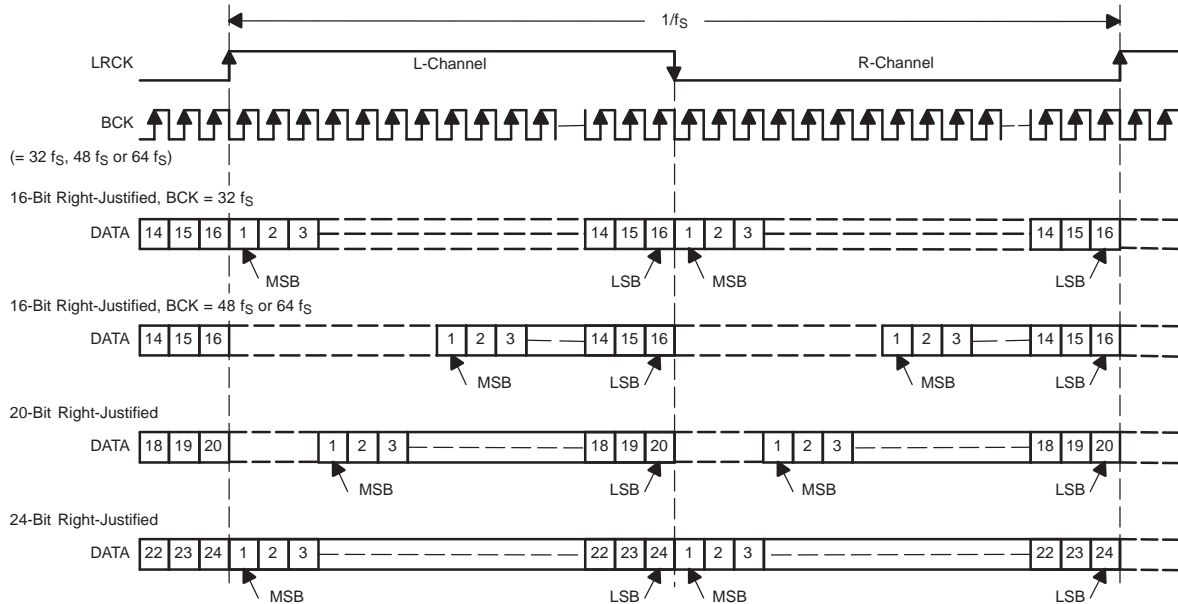 1/fS
LRCK L-Channel R-Channel
BCK
(= 32 fS, 48 fS or 64 fS)
16-Bit Right-Justified, BCK = 32 fS
DATA 14 15 16 1 2 3 14 15 16 1 2 3 14 15 16
MSB LSB MSB LSB
16-Bit Right-Justified, BCK = 48 fS or 64 fS
DATA 14 15 16 1 2 3 14 15 16 1 2 3 14 15 16
MSB LSB MSB LSB
20-Bit Right-Justified
DATA 18 19 20 1 2 3 18 19 20 1 2 3 18 19 20
MSB LSB MSB LSB
24-Bit Right-Justified
DATA 22 23 24 1 2 3 22 23 24 1 2 3 22 23 24
MSB LSB MSB LSB